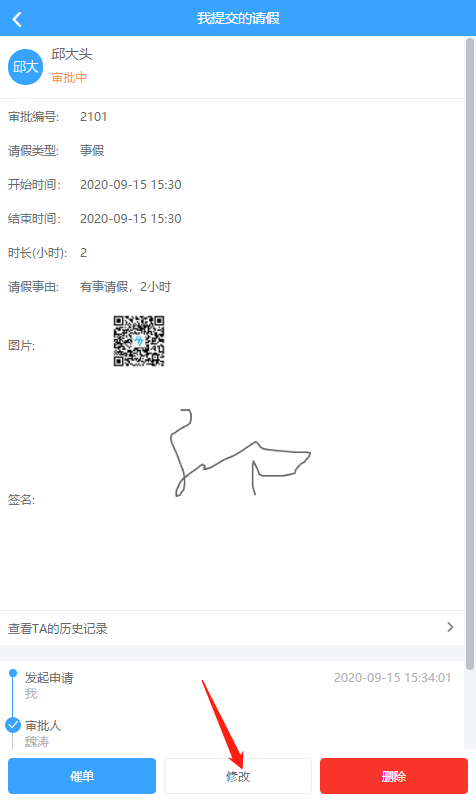 我提交的请假
邱大
邱大头
审批中
审批编号: 2101
请假类型: 事假
开始时间: 2020-09-15 15:30
结束时间: 2020-09-15 15:30
时长(小时): 2
请假事由: 有事请假，2小时
图片:
签名:
查看TA的历史记录
发起申请 2020-09-15 15:34:01
我
审批人
魏涛
催单 修改 删除